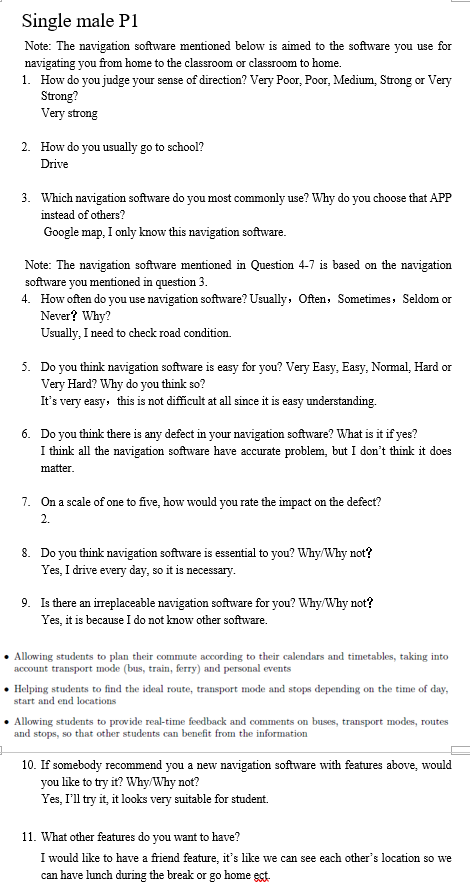 Single male P1
Note: The navigation software mentioned below is aimed to the software you use for
navigating you from home to the classroom or classroom to home.
1. How do you judge your sense of direction? Very Poor, Poor, Medium, Strong or Very
Strong?
Very strong
2. How do you usually go to school?
Drive
3. Which navigation software do you most commonly use? Why do you choose that APP
instead of others?
Google map, I only know this navigation software.
Note: The navigation software mentioned in Question 4-7 is based on the navigation
software you mentioned in question 3.
4. How often do you use navigation software? Usually，Often，Sometimes，Seldom or
Never？Why?
Usually, I need to check road condition.
5. Do you think navigation software is easy for you? Very Easy, Easy, Normal, Hard or
Very Hard? Why do you think so?
It's very easy，this is not difficult at all since it is easy understanding.
6. Do you think there is any defect in your navigation software? What is it if yes?
I think all the navigation software have accurate problem, but I don't think it does
matter.
7. On a scale of one to five, how would you rate the impact on the defect?
2.
8. Do you think navigation software is essential to you? Why/Why not？
Yes, I drive every day, so it is necessary.
9. Is there an irreplaceable navigation software for you? Why/Why not？
Yes, it is because I do not know other software.
• Allowing students to plan their commute according to their calendars and timetables, taking into
account transport mode (bus, train, ferry) and personal events
• Helping students to find the ideal route, transport mode and stops depending on the time of day,
start and end locations
• Allowing students to provide real-time feedback and comments on buses, transport modes, routes
and stops, so that other students can benefit from the information
10. If somebody recommend you a new navigation software with features above, would
you like to try it? Why/Why not?
Yes, I'll try it, it looks very suitable for student.
11. What other features do you want to have?
I would like to have a friend feature, it's like we can see each other's location so we
can have lunch during the break or go home ect.